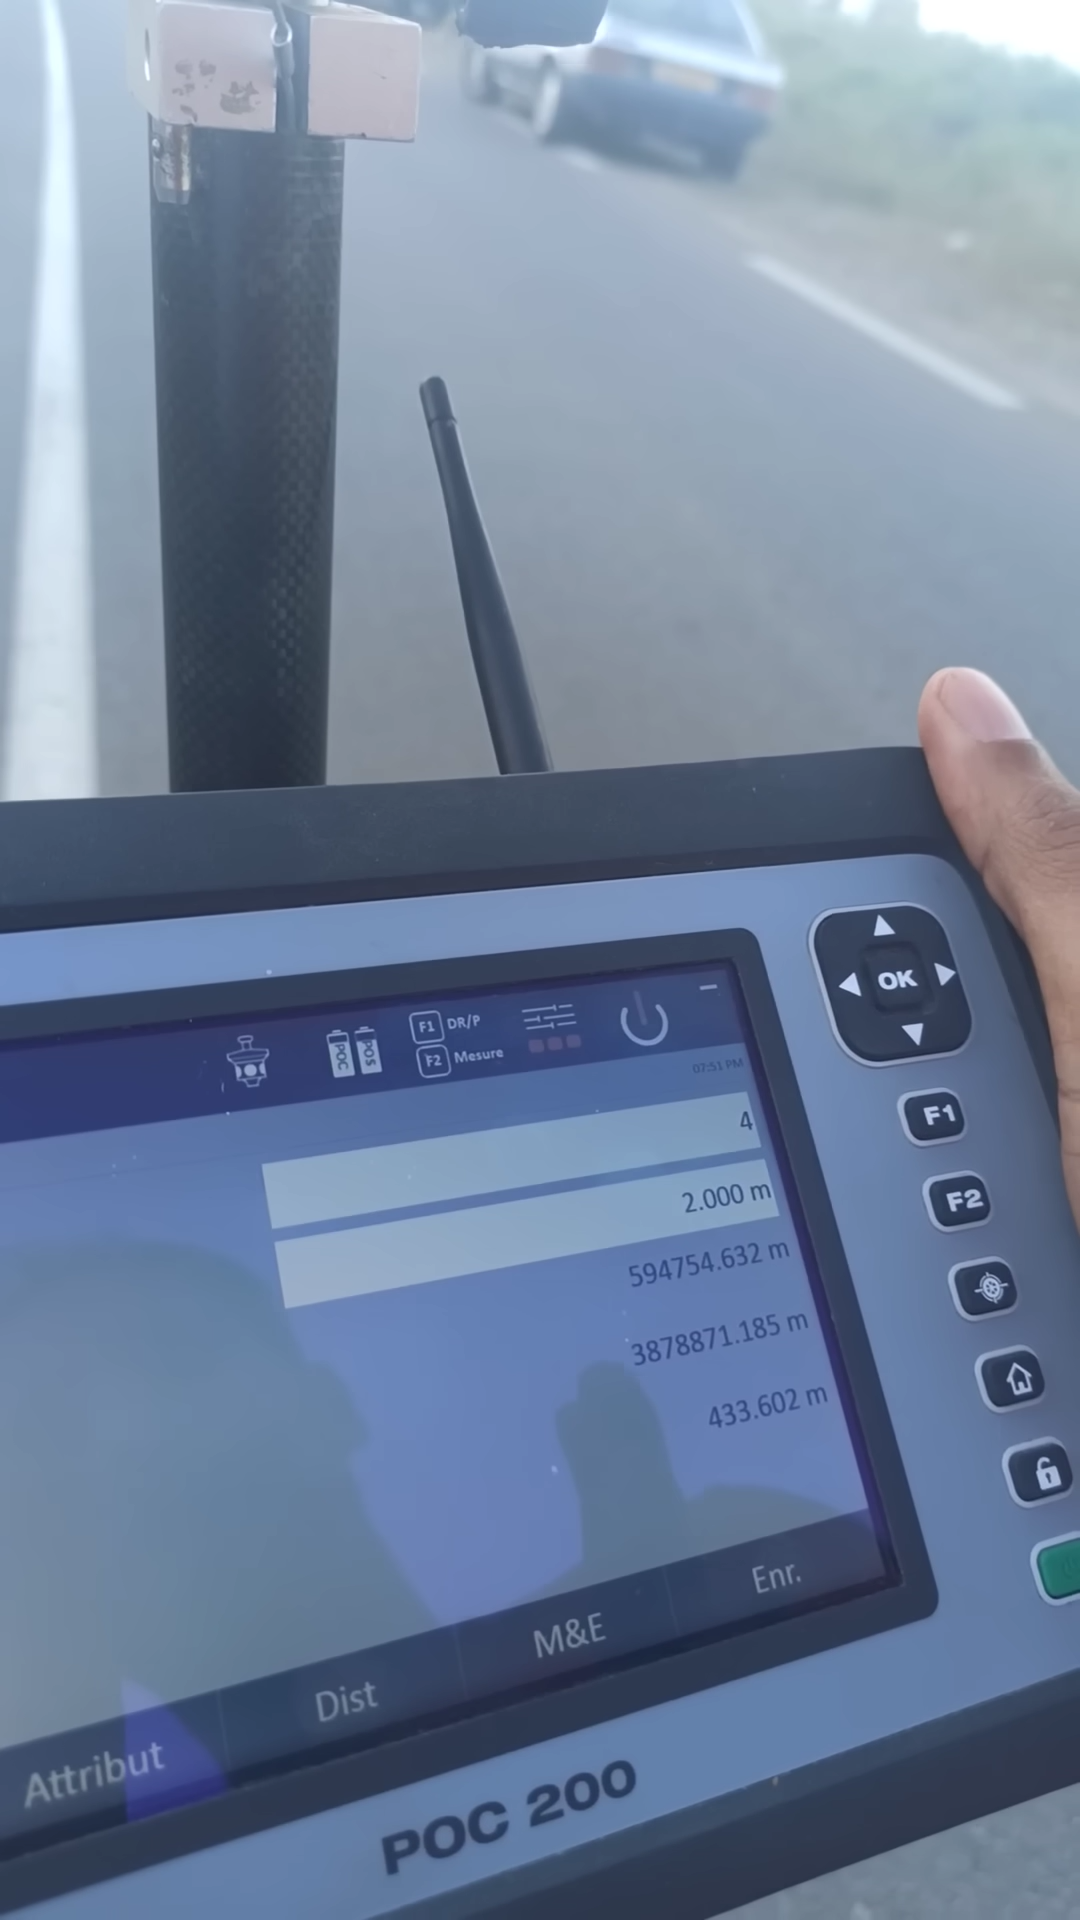 POC
POS
F1 DR/P
F2 Mesure
07:51 PM
4
2.000 m
594754.632 m
3878871.185 m
433.602 m
Attribut Dist M&E Enr.
POC 200
OK
F1
F2